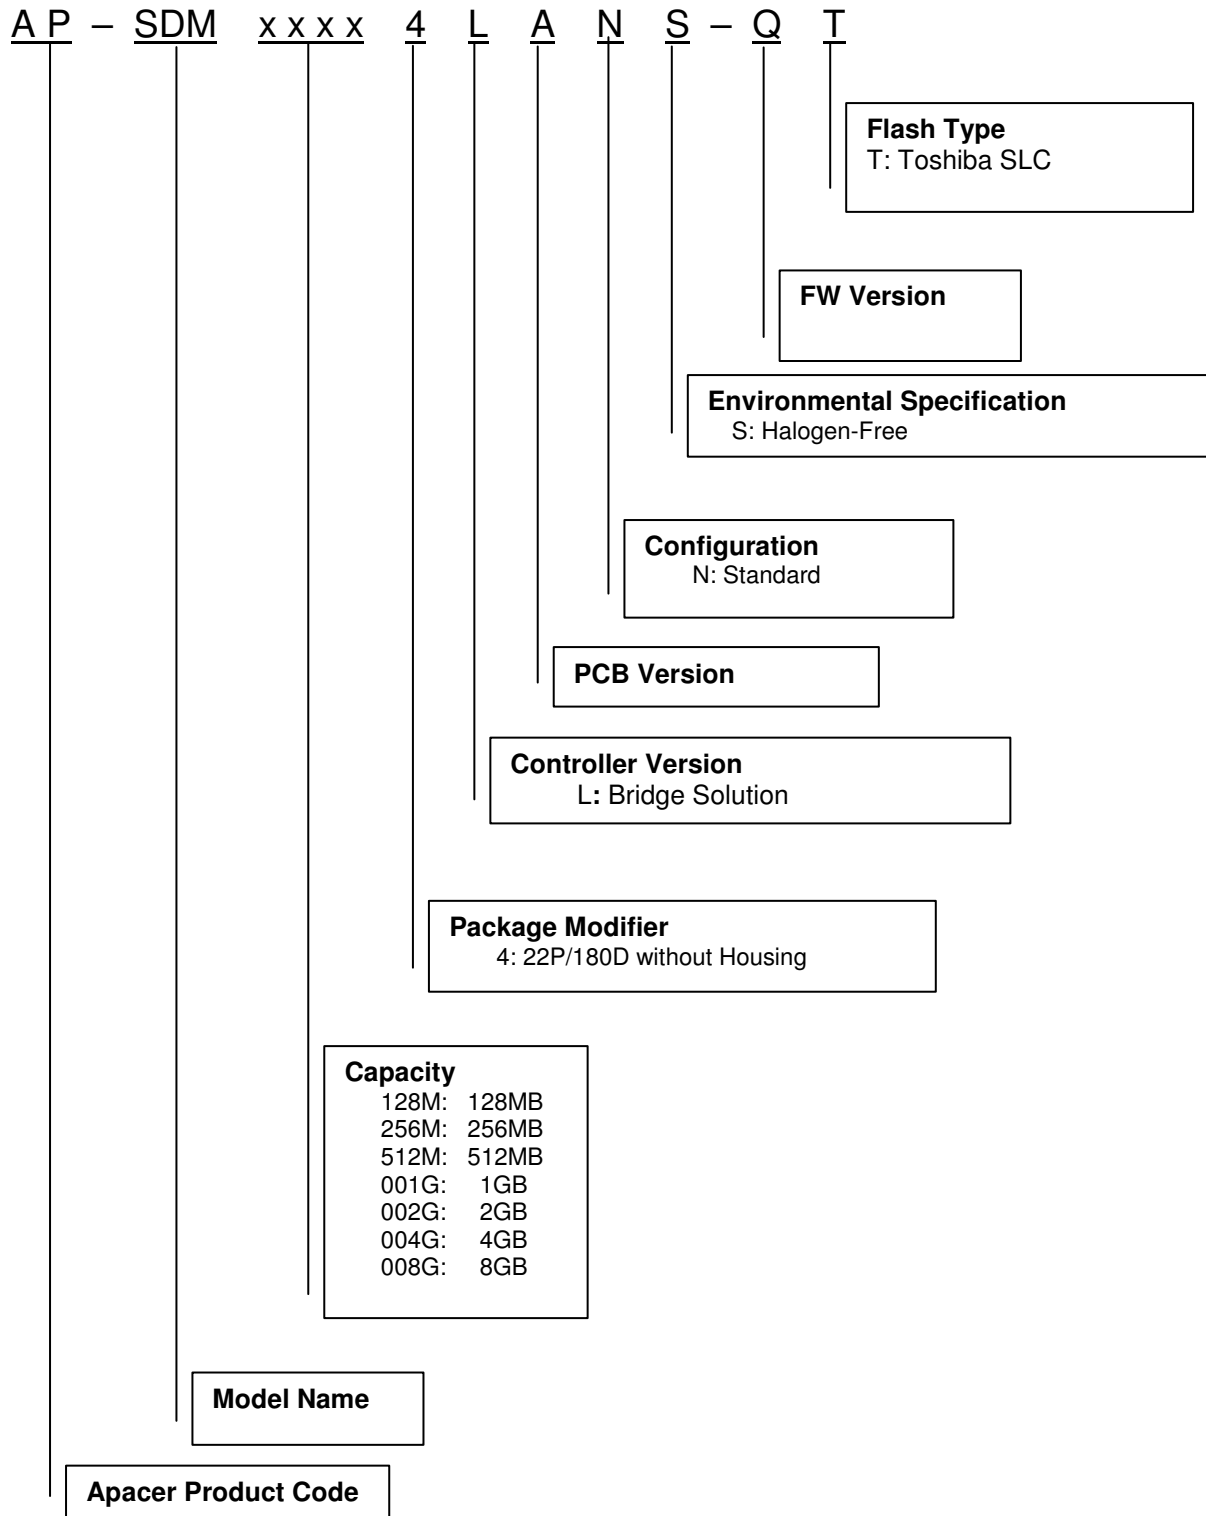 AP – SDM xxxx 4 L A N S – Q T
Flash Type
T: Toshiba SLC
FW Version
Environmental Specification
S: Halogen-Free
Configuration
N: Standard
PCB Version
Controller Version
L: Bridge Solution
Package Modifier
4: 22P/180D without Housing
Capacity
128M: 128MB
256M: 256MB
512M: 512MB
001G: 1GB
002G: 2GB
004G: 4GB
008G: 8GB
Model Name
Apacer Product Code